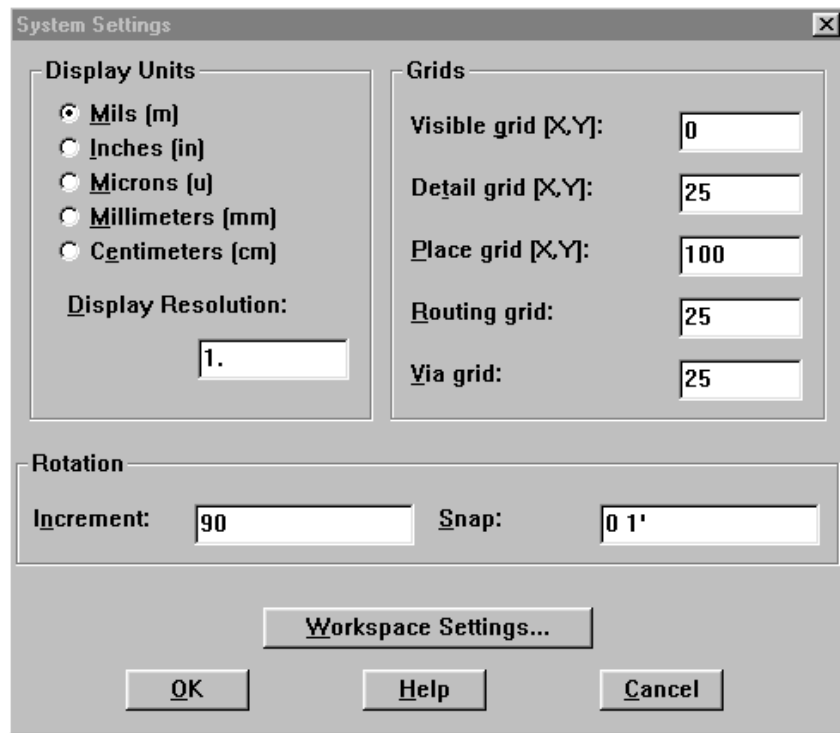 System Settings
Display Units
Mils (m)
Inches (in)
Microns (u)
Millimeters (mm)
Centimeters (cm)
Display Resolution:
1.
Grids
Visible grid [X,Y]:
0
Detail grid [X,Y]:
25
Place grid [X,Y]:
100
Routing grid:
25
Via grid:
25
Rotation
Increment:
90
Snap:
0 1'
Workspace Settings...
OK
Help
Cancel